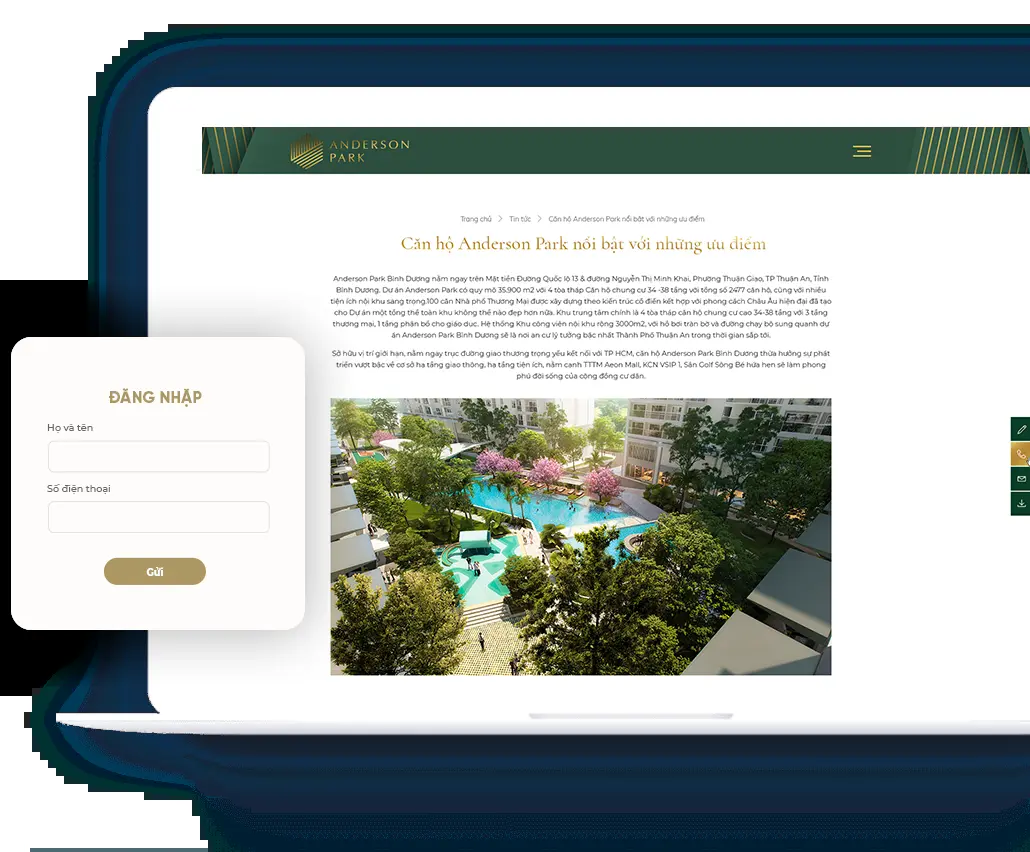 ANDERSON
PARK
Trang chủ > Tin tức > Căn hộ Anderson Park nổi bật với những ưu điểm
Căn hộ Anderson Park nổi bật với những ưu điểm
Anderson Park Bình Dương nằm ngay trên Mặt tiền Đường Quốc lộ 13 & đường Nguyễn Thị Minh Khai, Phường Thuận Giao, TP Thuận An, Tỉnh
Bình Dương. Dự án Anderson Park có quy mô 35,900 m2 với 4 tòa tháp Căn hộ chung cư 34 -38 tầng với tổng số 2477 căn hộ, cùng với nhiều
tiện ích nội khu sang trọng.100 căn Nhà phố Thương Mại được xây dựng theo kiến trúc cổ điển kết hợp với phong cách Châu Âu hiện đại đã tạo
cho Dự án một tổng thể toàn khu không thể nào đẹp hơn nữa. Khu trung tâm chính là 4 tòa tháp căn hộ chung cư cao 34-38 tầng với 3 tầng
thương mại, 1 tầng phân bổ cho giáo dục. Hệ thống Khu công viên nội khu rộng 3000m2, với hồ bơi tràn bờ và đường chạy bộ sung quanh dự
án Anderson Park Bình Dương sẽ là nơi an cư lý tưởng bậc nhất Thành Phố Thuận An trong thời gian sắp tới.
Sở hữu vị trí giới hạn, nằm ngay trục đường giao thương trọng yếu kết nối với TP HCM, căn hộ Anderson Park Bình Dương thừa hưởng sự phát
triển vượt bậc về cơ sở hạ tầng giao thông, hạ tầng tiện ích, nằm cạnh TTTM Aeon Mall, KCN VSIP 1, Sân Golf Sông Bé hứa hẹn sẽ làm phong
phú đời sống của cộng đồng cư dân.
ĐĂNG NHẬP
Họ và tên
Số điện thoại
Gửi